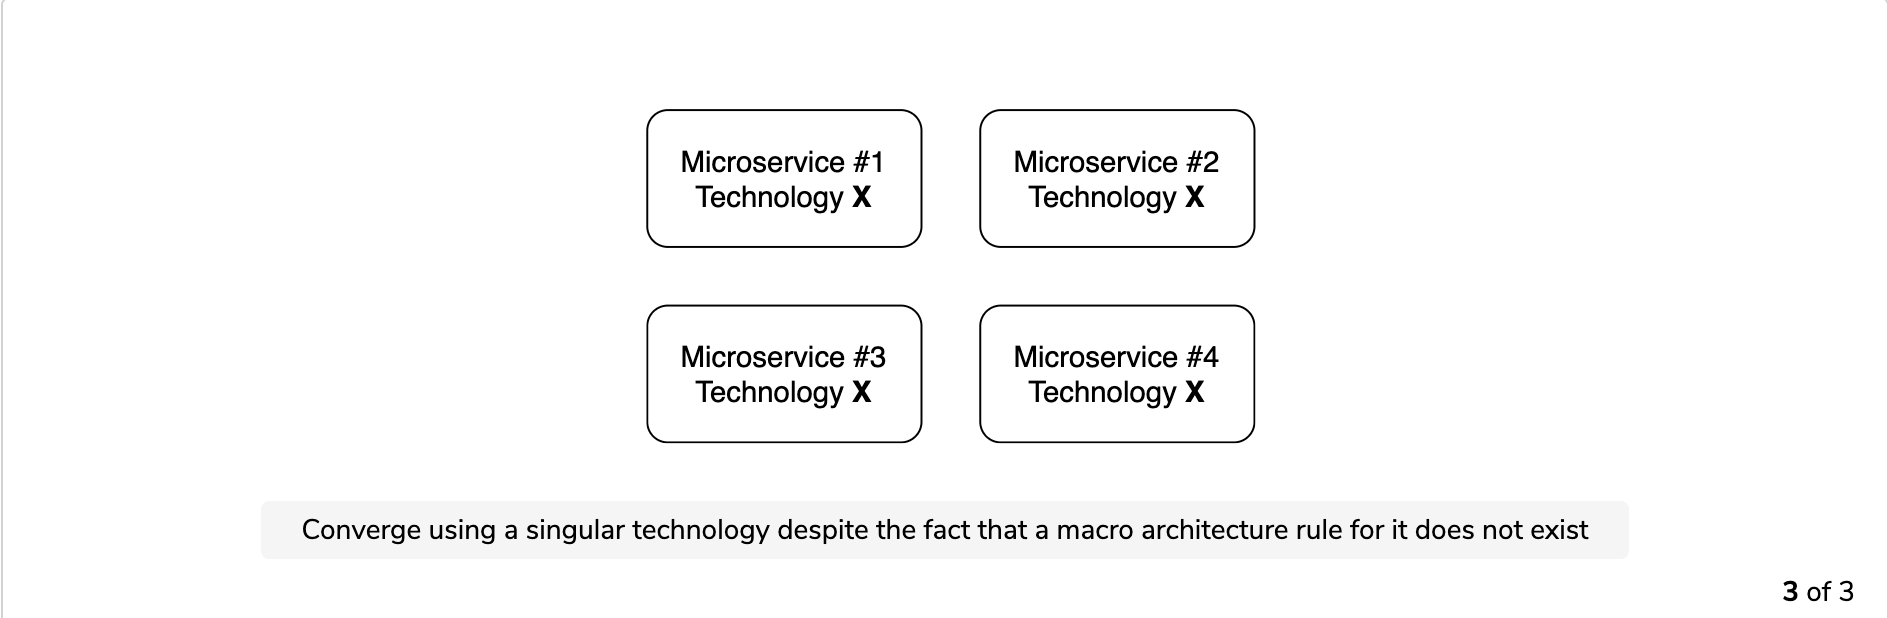 Microservice #1
Technology X
Microservice #2
Technology X
Microservice #3
Technology X
Microservice #4
Technology X
Converge using a singular technology despite the fact that a macro architecture rule for it does not exist
3 of 3